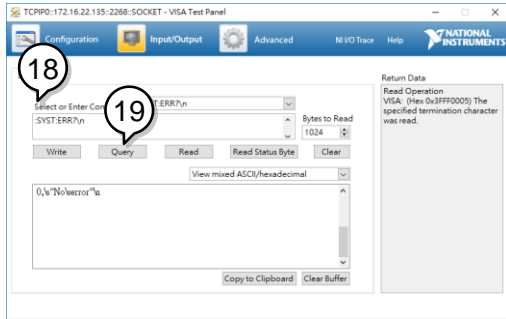 TCPIP0::172.16.22.135::2268::SOCKET - VISA Test Panel
Configuration
Input/Output
Advanced
NI I/O Trace
Help
NATIONAL
INSTRUMENTS
18
19
Return Data
Read Operation
VISA: (Hex 0x3FFF0005) The
specified termination character
was read.
Select or Enter Con
T:ERR?\n
:SYST:ERR?\n
Bytes to Read
1024
Write
Query
Read
Read Status Byte
Clear
View mixed ASCII/hexadecimal
0,\s"No\serror"\n
Copy to Clipboard
Clear Buffer